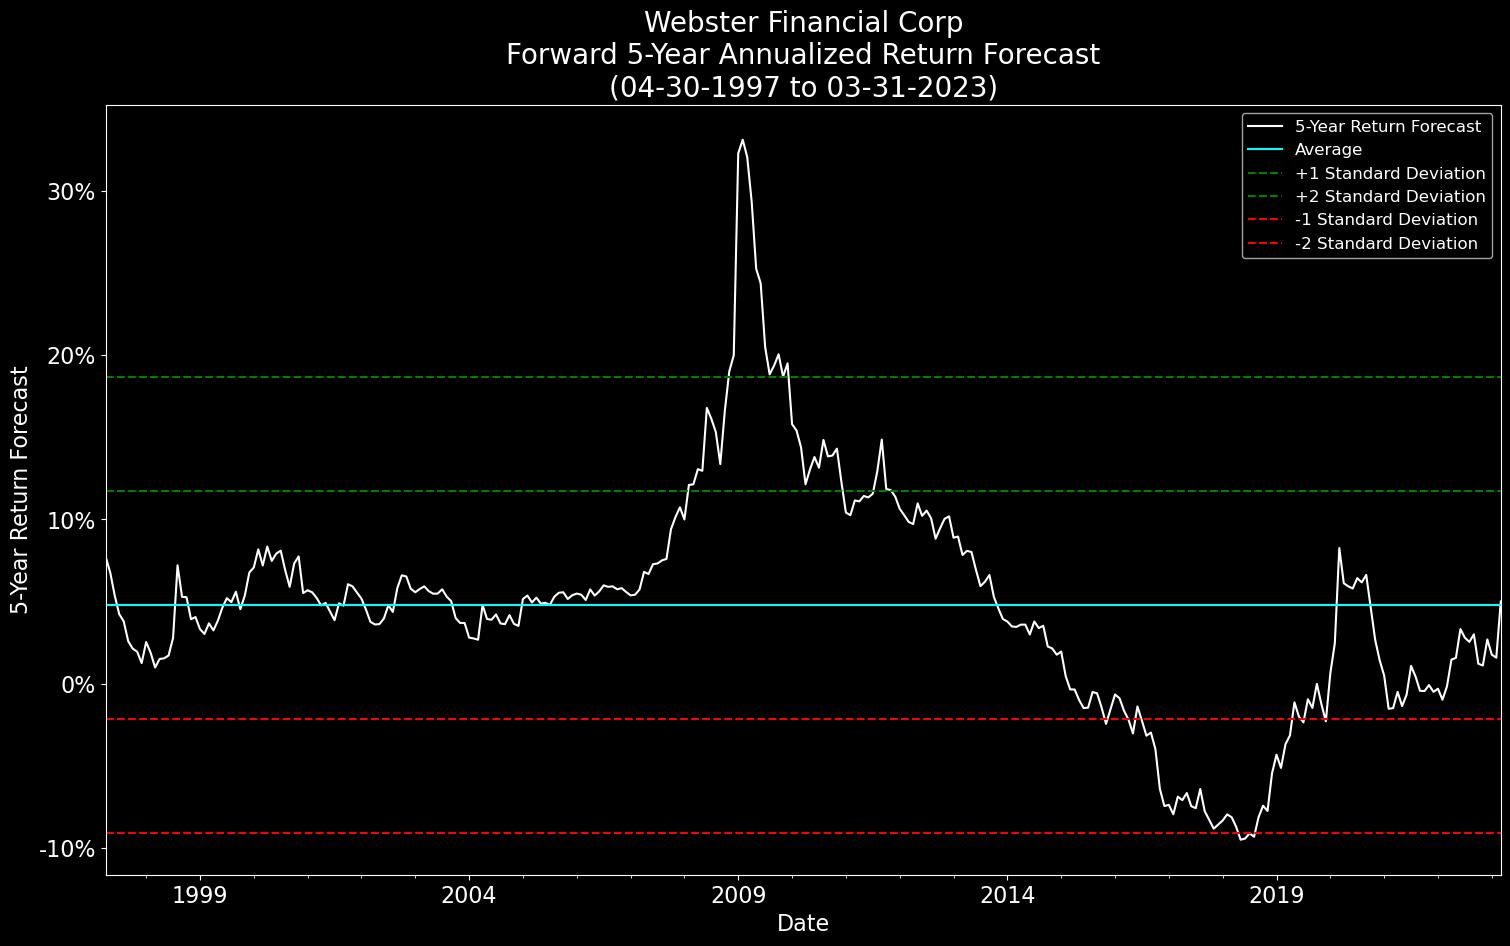 Webster Financial Corp
Forward 5-Year Annualized Return Forecast
(04-30-1997 to 03-31-2023)
5-Year Return Forecast
Average
+1 Standard Deviation
+2 Standard Deviation
-1 Standard Deviation
-2 Standard Deviation
5-Year Return Forecast
30%
20%
10%
0%
-10%
1999
2004
2009
2014
2019
Date